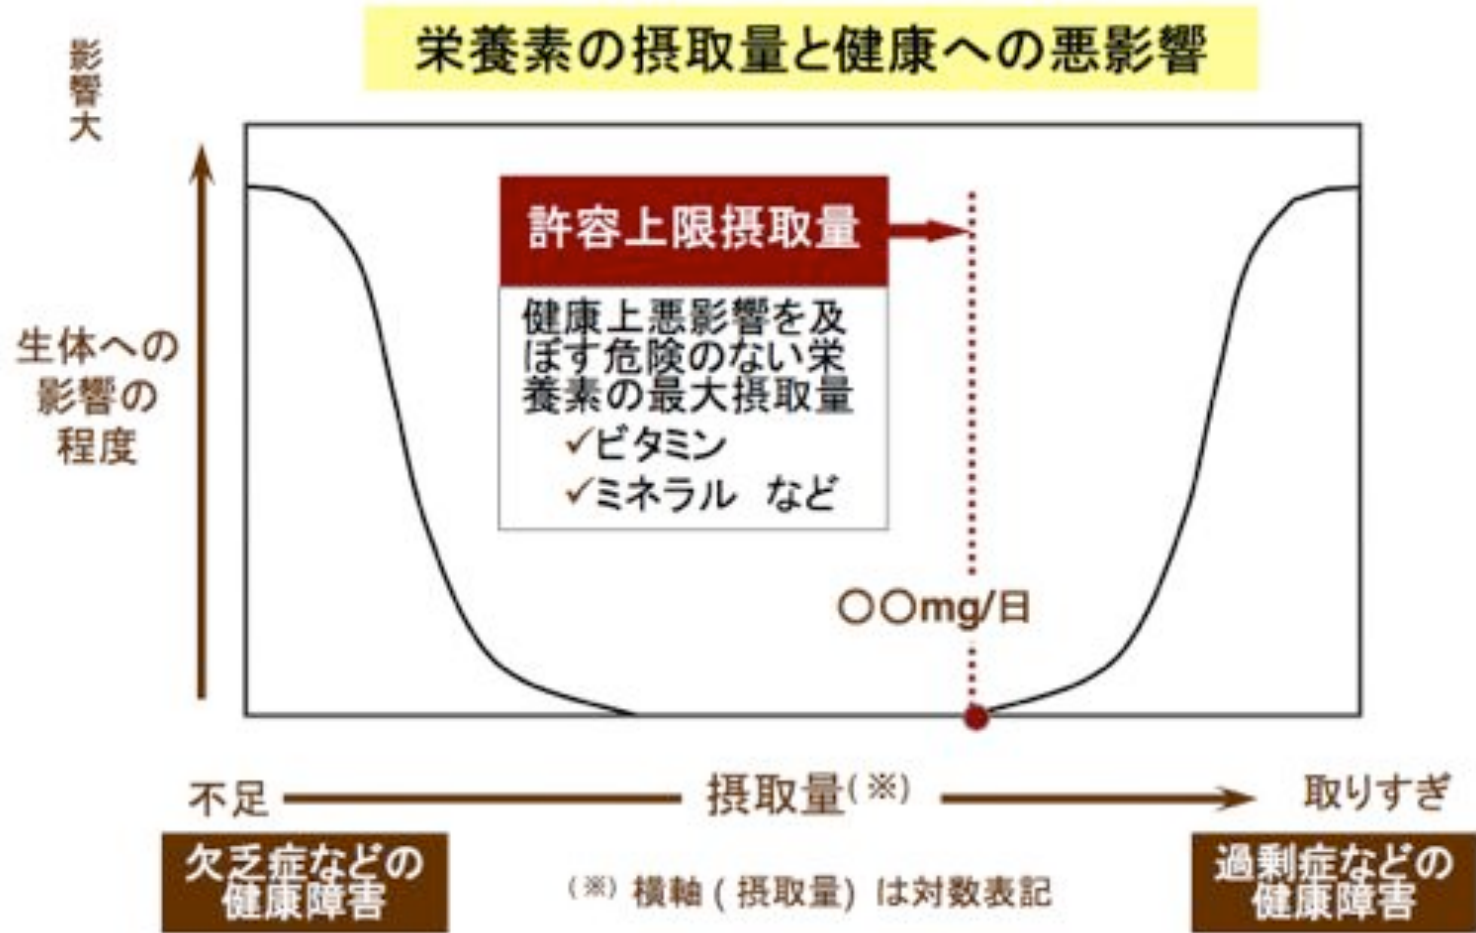 栄養素の摂取量と健康への悪影響
影響大
許容上限摂取量
健康上悪影響を及
ぼす危険のない栄
養素の最大摂取量
✓ビタミン
✓ミネラル など
生体への
影響の
程度
〇〇mg/日
不足
摂取量(※)
取りすぎ
欠乏症などの
健康障害
(※) 横軸 ( 摂取量) は対数表記
過剰症などの
健康障害